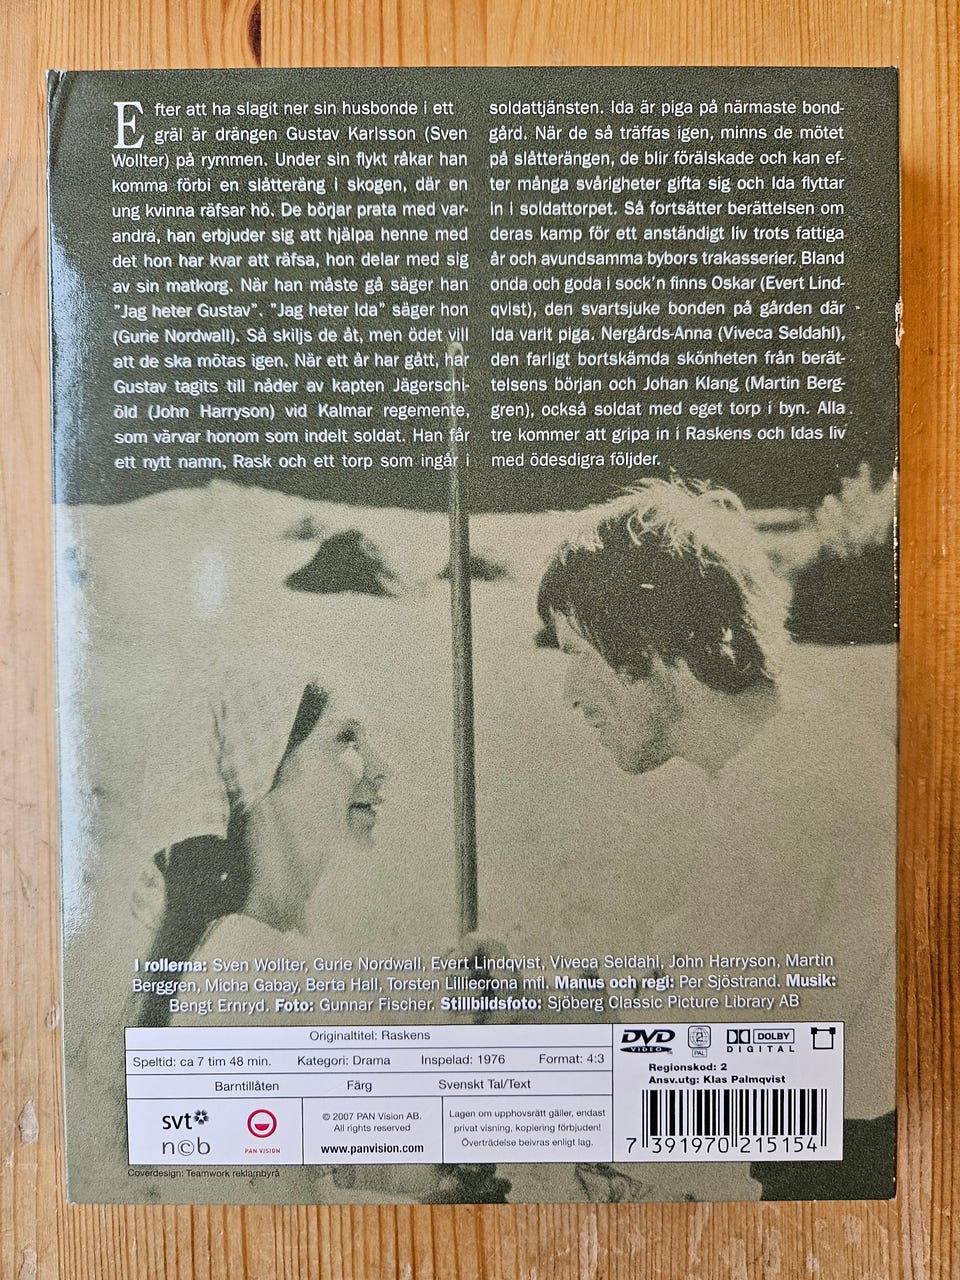 Efter att ha slagit ner sin husbonde i ett
gräl är drängen Gustav Karlsson (Sven
Wollter) på rymmen. Under sin flykt råkar han
komma förbi en slåtteräng i skogen, där en
ung kvinna räfsar hö. De börjar prata med var-
andra, han erbjuder sig att hjälpa henne med
det hon har kvar att räfsa, hon delar med sig
av sin matkorg. När han måste gå säger han
"Jag heter Gustav". "Jag heter Ida" säger hon
(Gurie Nordwall). Så skiljs de åt, men ödet vill
att de ska mötas igen. När ett år har gått, har
Gustav tagits till nåder av kapten Jägerschi-
öld (John Harryson) vid Kalmar regemente,
som värvar honom som indelt soldat. Han får
ett nytt namn, Rask och ett torp som ingår i
soldattjänsten. Ida är piga på närmaste bond-
gård. När de så träffas igen, minns de mötet
på slåtterängen, de blir förälskade och kan ef-
ter många svårigheter gifta sig och Ida flyttar
in i soldattorpet. Så fortsätter berättelsen om
deras kamp för ett anständigt liv trots fattiga
år och avundsamma bybors trakasserier. Bland
onda och goda i sock'n finns Oskar (Evert Lind-
qvist), den svartsjuke bonden på gården där
Ida varit piga. Nergårds-Anna (Viveca Seldahl),
den farligt bortskämda skönheten från berät-
telsens början och Johan Klang (Martin Berg-
gren), också soldat med eget torp i byn. Alla
tre kommer att gripa in i Raskens och Idas liv
med ödesdigra följder.
I rollerna: Sven Wollter, Gurie Nordwall, Evert Lindqvist, Viveca Seldahl, John Harryson, Martin
Berggren, Micha Gabay, Berta Hall, Torsten Lilliecrona mfl. Manus och regi: Per Sjöstrand. Musik:
Bengt Ernryd. Foto: Gunnar Fischer. Stillbildsfoto: Sjöberg Classic Picture Library AB
Originaltitel: Raskens
Speltid: ca 7 tim 48 min. Kategori: Drama Inspelad: 1976 Format: 4:3
Barntillåten Färg Svenskt Tal/Text
svt
ncb
PAN VISION
© 2007 PAN Vision AB.
All rights reserved
www.panvision.com
Lagen om upphovsrätt gäller, endast
privat visning, kopiering förbjuden!
Överträdelse beivras enligt lag.
DVD VIDEO
2 PAL
DOLBY DIGITAL
Regionskod: 2
Ansv.utg: Klas Palmqvist
7 391970 215154
Coverdesign: Teamwork reklambyrå